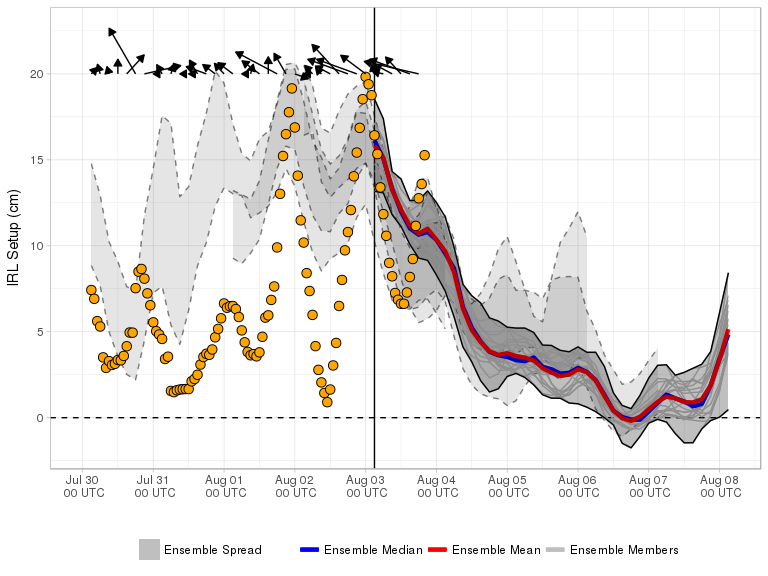 IRL Setup (cm)
20
15
10
5
0
Jul 30 Jul 31 Aug 01 Aug 02 Aug 03 Aug 04 Aug 05 Aug 06 Aug 07 Aug 08
00 UTC 00 UTC 00 UTC 00 UTC 00 UTC 00 UTC 00 UTC 00 UTC 00 UTC 00 UTC
Ensemble Spread Ensemble Median Ensemble Mean Ensemble Members